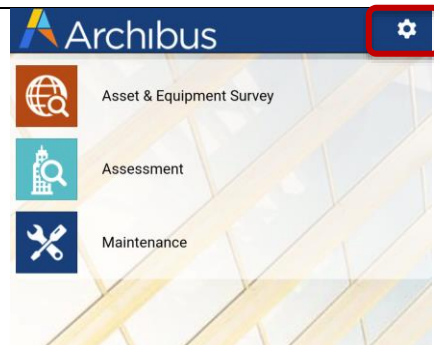 Archibus
Asset & Equipment Survey
Assessment
Maintenance